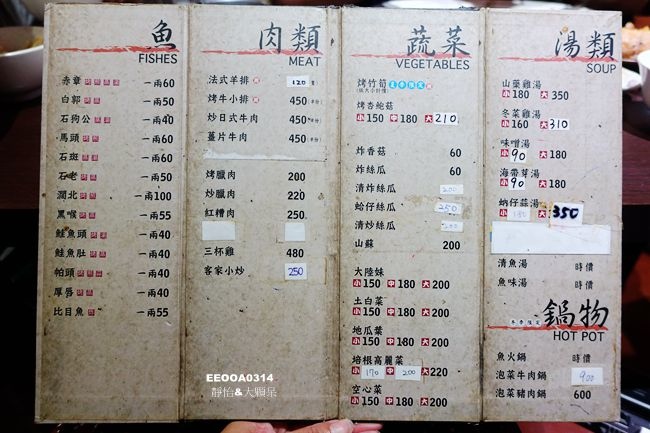 魚
FISHES
赤章 一兩60
白郭 一兩50
石狗公 一兩40
馬頭 一兩60
石斑 一兩60
石老 一兩50
澗北 一兩100
黑喉 一兩55
鮭魚頭 一兩40
鮭魚肚 一兩40
帕頭 一兩40
厚唇 一兩40
比目魚 一兩55
肉類
MEAT
法式羊排 120
烤牛小排 450
炒日式牛肉 450
薑片牛肉 450
烤臘肉 200
炒臘肉 220
紅糟肉 250
三杯雞 480
客家小炒 250
蔬菜
VEGETABLES
烤竹筍 夏季限定
烤杏鮑菇
小150 中180 大210
炸香菇 60
炸絲瓜 60
清炸絲瓜 200
蛤仔絲瓜 250
清炒絲瓜 200
山蘇 200
大陸妹
小150 中180 大200
土白菜
小150 中180 大200
地瓜葉
小150 中180 大200
培根高麗菜
小170 中200 大220
空心菜
小150 中180 大200
湯類
SOUP
山藥雞湯
小180 大350
冬菜雞湯
小160 大310
味噌湯
小90 大180
海帶芽湯
小90 大180
蚋仔蒜湯
小180 大350
清魚湯 時價
魚味湯 時價
冬季限定 鍋物
HOT POT
魚火鍋 時價
泡菜牛肉鍋 900
泡菜豬肉鍋 600
EEOOA0314
靜怡&大顆呆